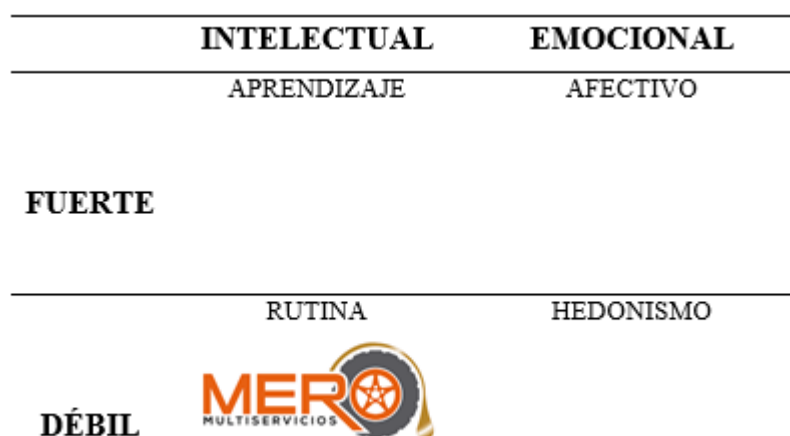 INTELECTUAL EMOCIONAL
APRENDIZAJE AFECTIVO
FUERTE
RUTINA HEDONISMO
MERO
MULTISERVICIOS
DÉBIL